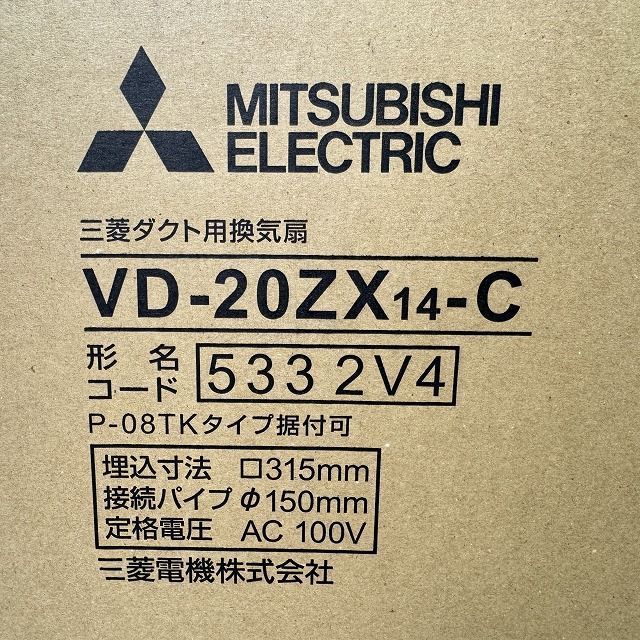 MITSUBISHI
ELECTRIC
三菱ダクト用換気扇
VD-20ZX14-C
形 名
コード 533 2V4
P-08TKタイプ据付可
埋込寸法 □315mm
接続パイプ φ150mm
定格電圧 AC 100V
三菱電機株式会社